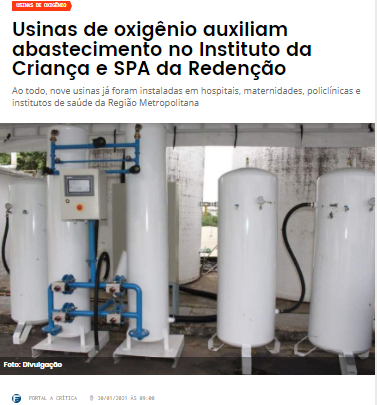 USINAS DE OXIGÊNIO
Usinas de oxigênio auxiliam
abastecimento no Instituto da
Criança e SPA da Redenção
Ao todo, nove usinas já foram instaladas em hospitais, maternidades, policlínicas e
institutos de saúde da Região Metropolitana
Foto: Divulgação
PORTAL A CRÍTICA
30/01/2021 ÀS 09:00